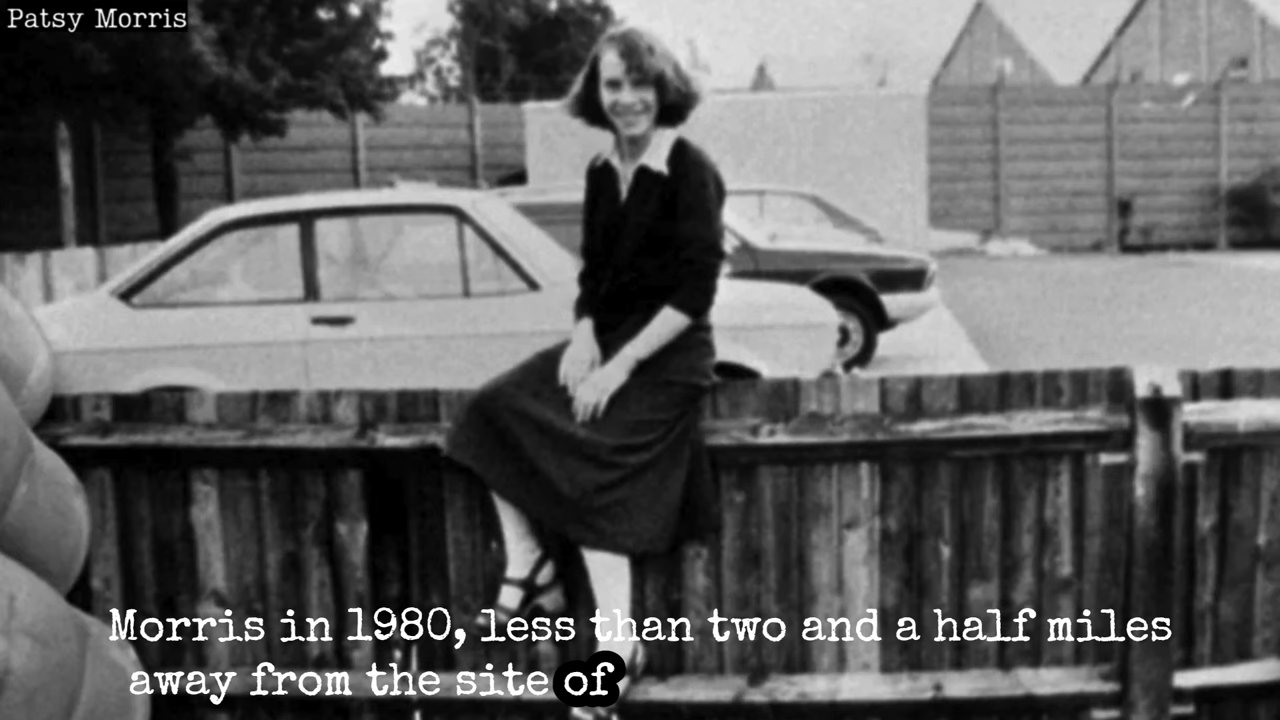 Patsy Morris
Morris in 1980, less than two and a half miles
away from the site of